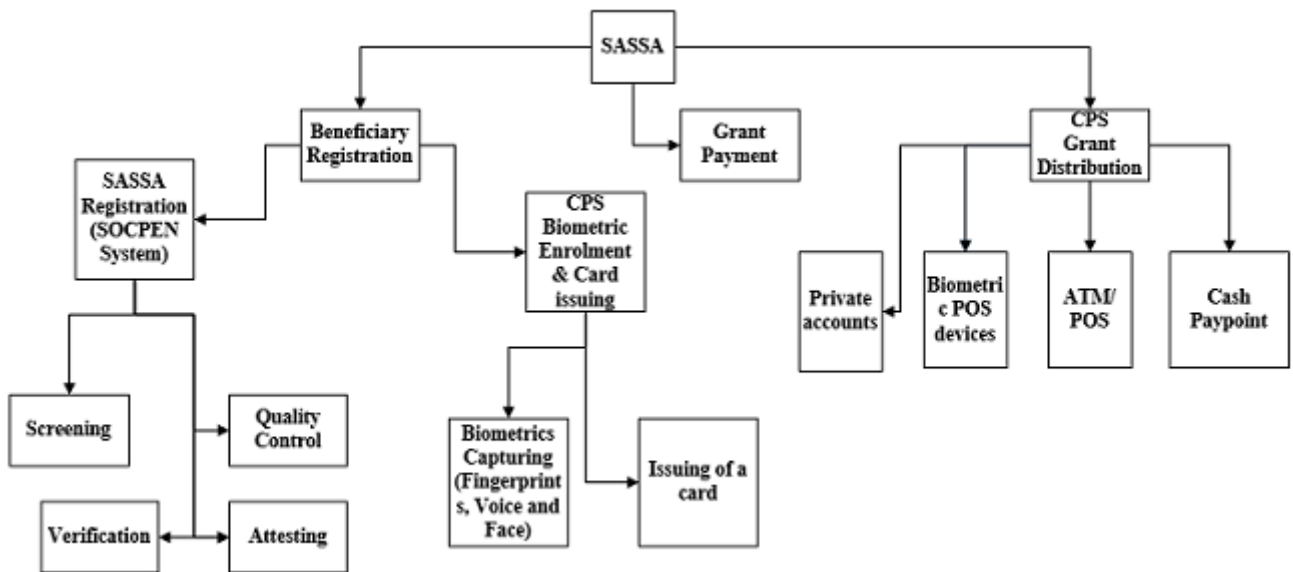 SASSA
Beneficiary
Registration
Grant
Payment
CPS
Grant
Distribution
SASSA
Registration
(SOCPEN
System)
CPS
Biometric
Enrolment
& Card
issuing
Private
accounts
Biometri
c POS
devices
ATM/
POS
Cash
Paypoint
Screening
Quality
Control
Verification
Attesting
Biometrics
Capturing
(Fingerprint
s, Voice and
Face)
Issuing of a
card